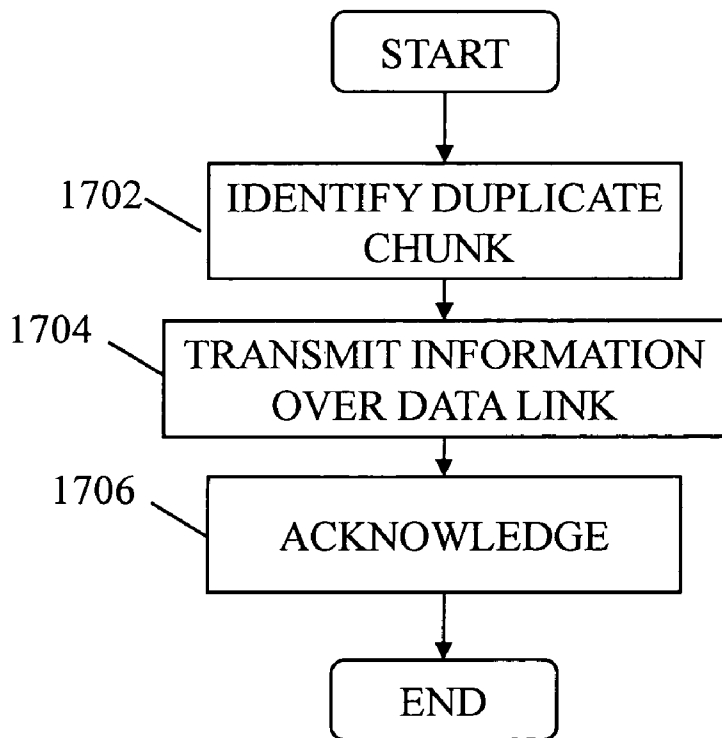 START
1702
IDENTIFY DUPLICATE
CHUNK
1704
TRANSMIT INFORMATION
OVER DATA LINK
1706
ACKNOWLEDGE
END